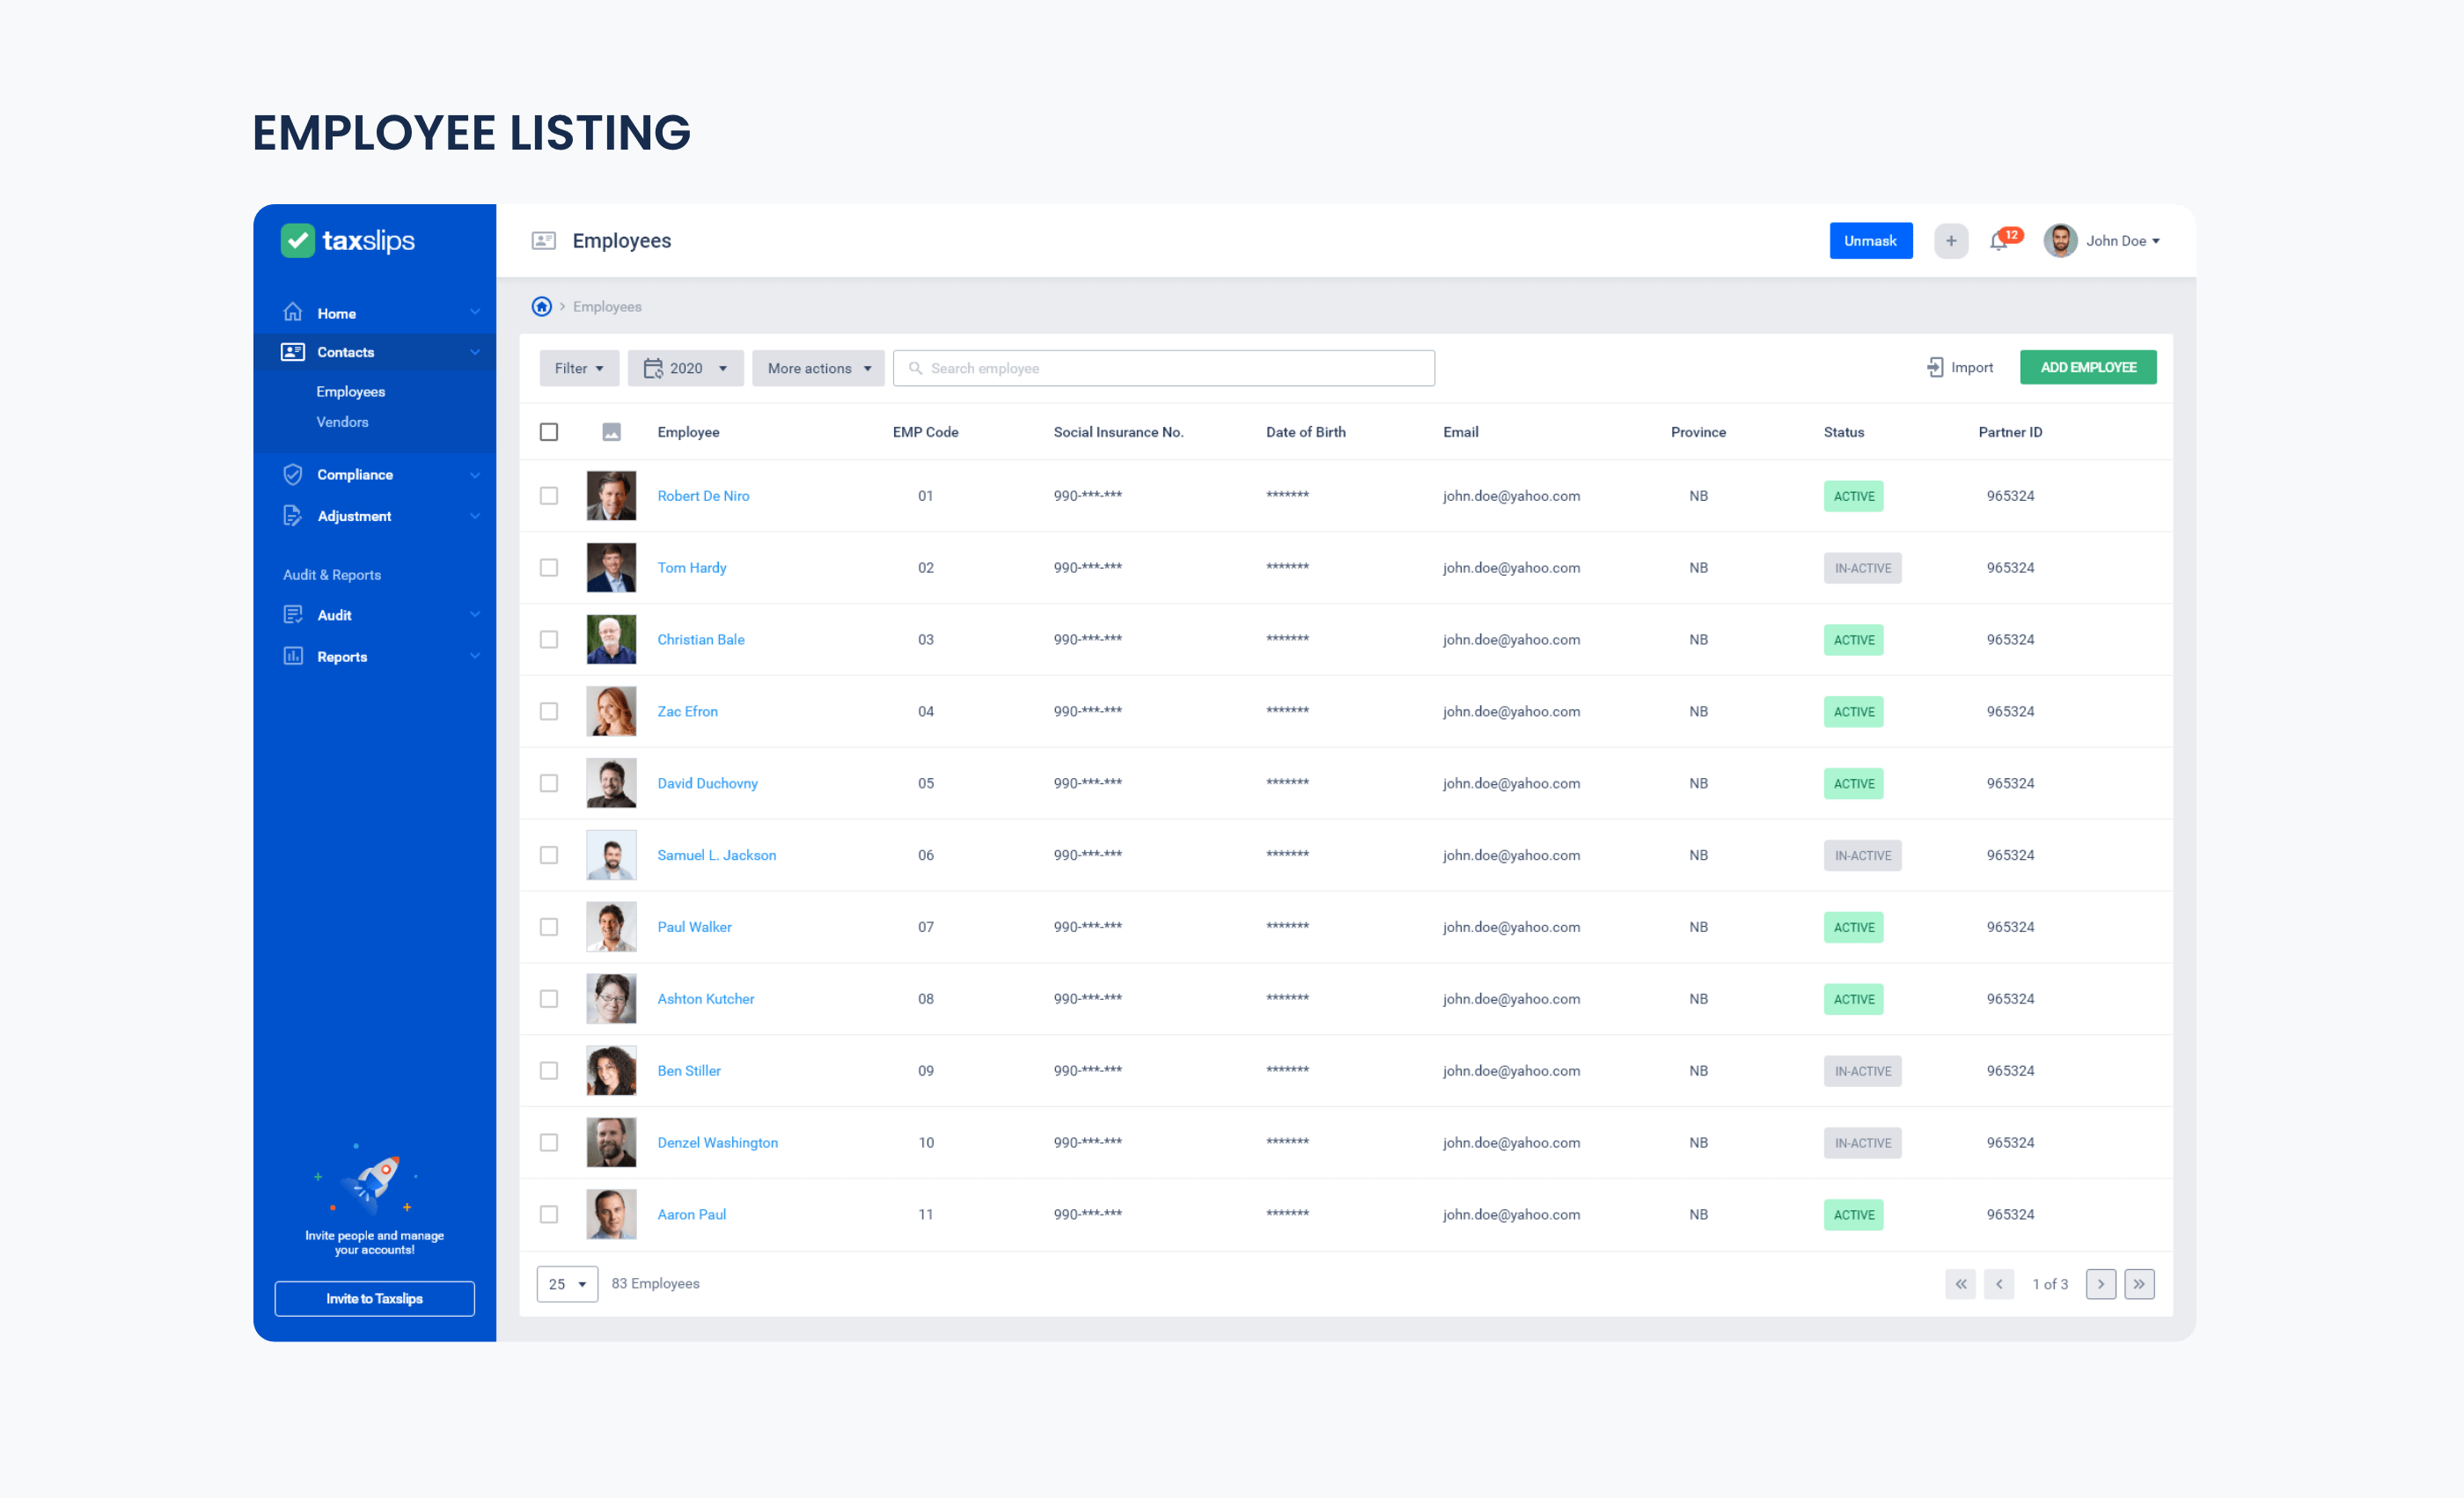 EMPLOYEE LISTING
taxslips
Employees
Unmask
+
12
John Doe
Home
Contacts
Employees
Vendors
Compliance
Adjustment
Audit & Reports
Audit
Reports
Invite people and manage
your accounts!
Invite to Taxslips
> Employees
Filter
2020
More actions
Search employee
Import
ADD EMPLOYEE
Employee EMP Code Social Insurance No. Date of Birth Email Province Status Partner ID
Robert De Niro 01 990-***-*** ******* john.doe@yahoo.com NB ACTIVE 965324
Tom Hardy 02 990-***-*** ******* john.doe@yahoo.com NB IN-ACTIVE 965324
Christian Bale 03 990-***-*** ******* john.doe@yahoo.com NB ACTIVE 965324
Zac Efron 04 990-***-*** ******* john.doe@yahoo.com NB ACTIVE 965324
David Duchovny 05 990-***-*** ******* john.doe@yahoo.com NB ACTIVE 965324
Samuel L. Jackson 06 990-***-*** ******* john.doe@yahoo.com NB IN-ACTIVE 965324
Paul Walker 07 990-***-*** ******* john.doe@yahoo.com NB ACTIVE 965324
Ashton Kutcher 08 990-***-*** ******* john.doe@yahoo.com NB ACTIVE 965324
Ben Stiller 09 990-***-*** ******* john.doe@yahoo.com NB IN-ACTIVE 965324
Denzel Washington 10 990-***-*** ******* john.doe@yahoo.com NB IN-ACTIVE 965324
Aaron Paul 11 990-***-*** ******* john.doe@yahoo.com NB ACTIVE 965324
25 83 Employees
« < 1 of 3 > »